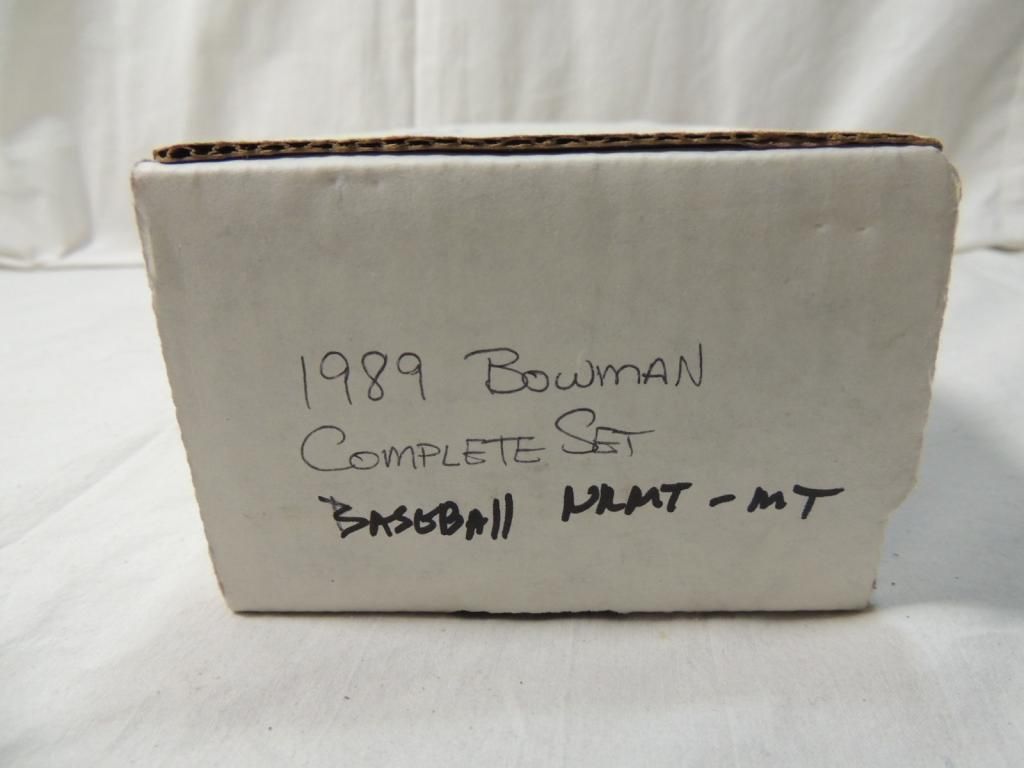 1989 BOWMAN
COMPLETE SET
BASEBAll NRMT - MT